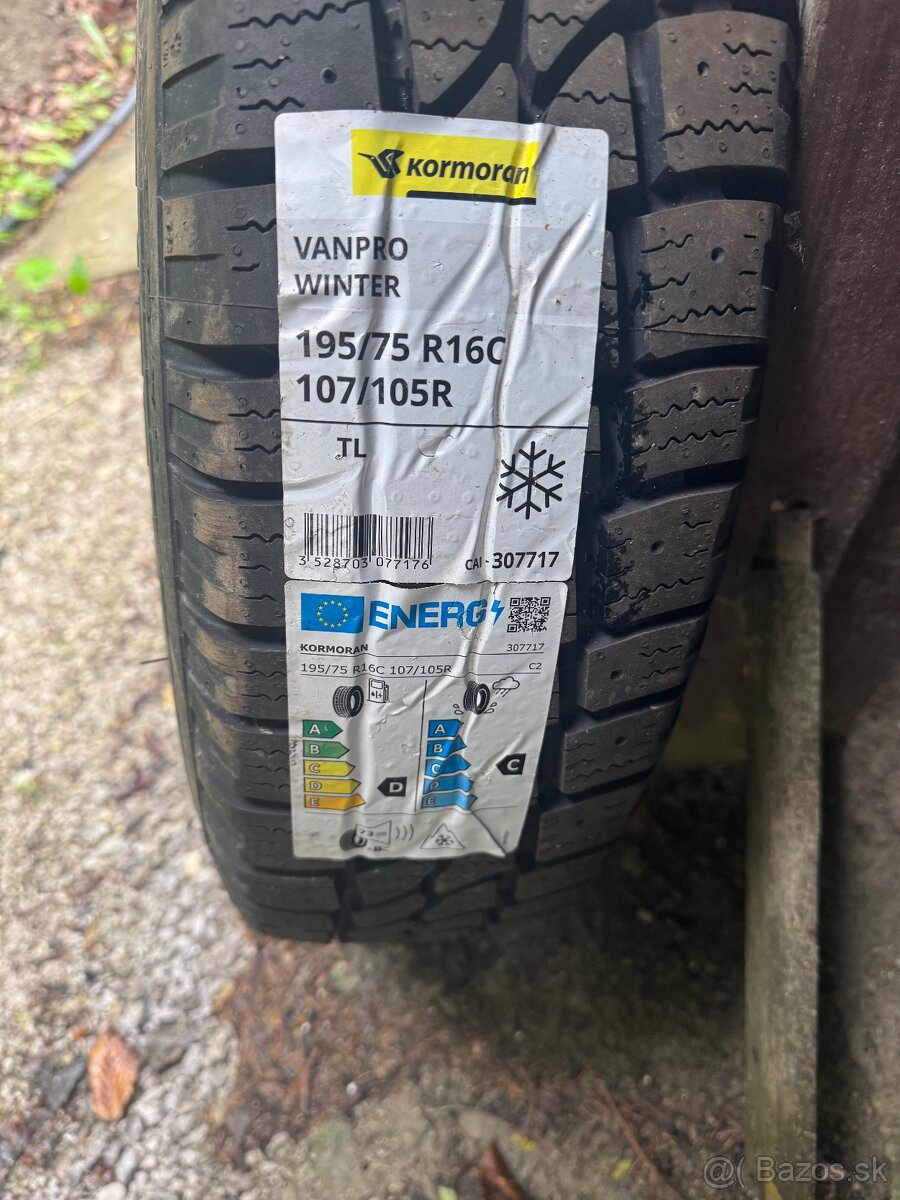 Kormoran
VANPRO
WINTER
195/75 R16C
107/105R
TL
3 528703 077176
CAI - 307717
ENERG
KORMORAN 307717
195/75 R16C 107/105R C2
A A
B B
C C C
D D D
E E
@( Bazos.sk